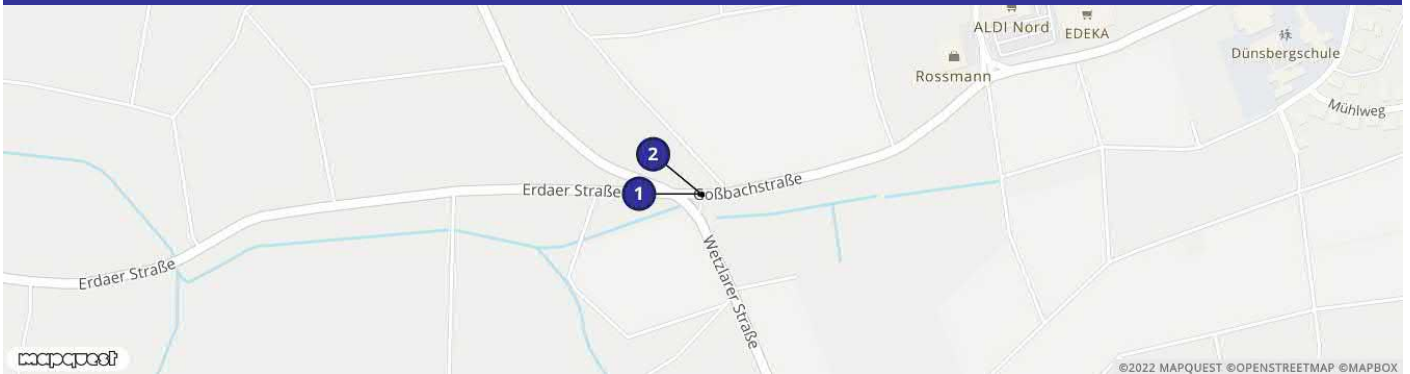 ALDI Nord
EDEKA
Dünsbergschule
Rossmann
Mühlweg
2
Erdaer Straße
1
Goßbachstraße
Wetzlarer Straße
Erdaer Straße
mapquest
©2022 MAPQUEST ©OPENSTREETMAP ©MAPBOX